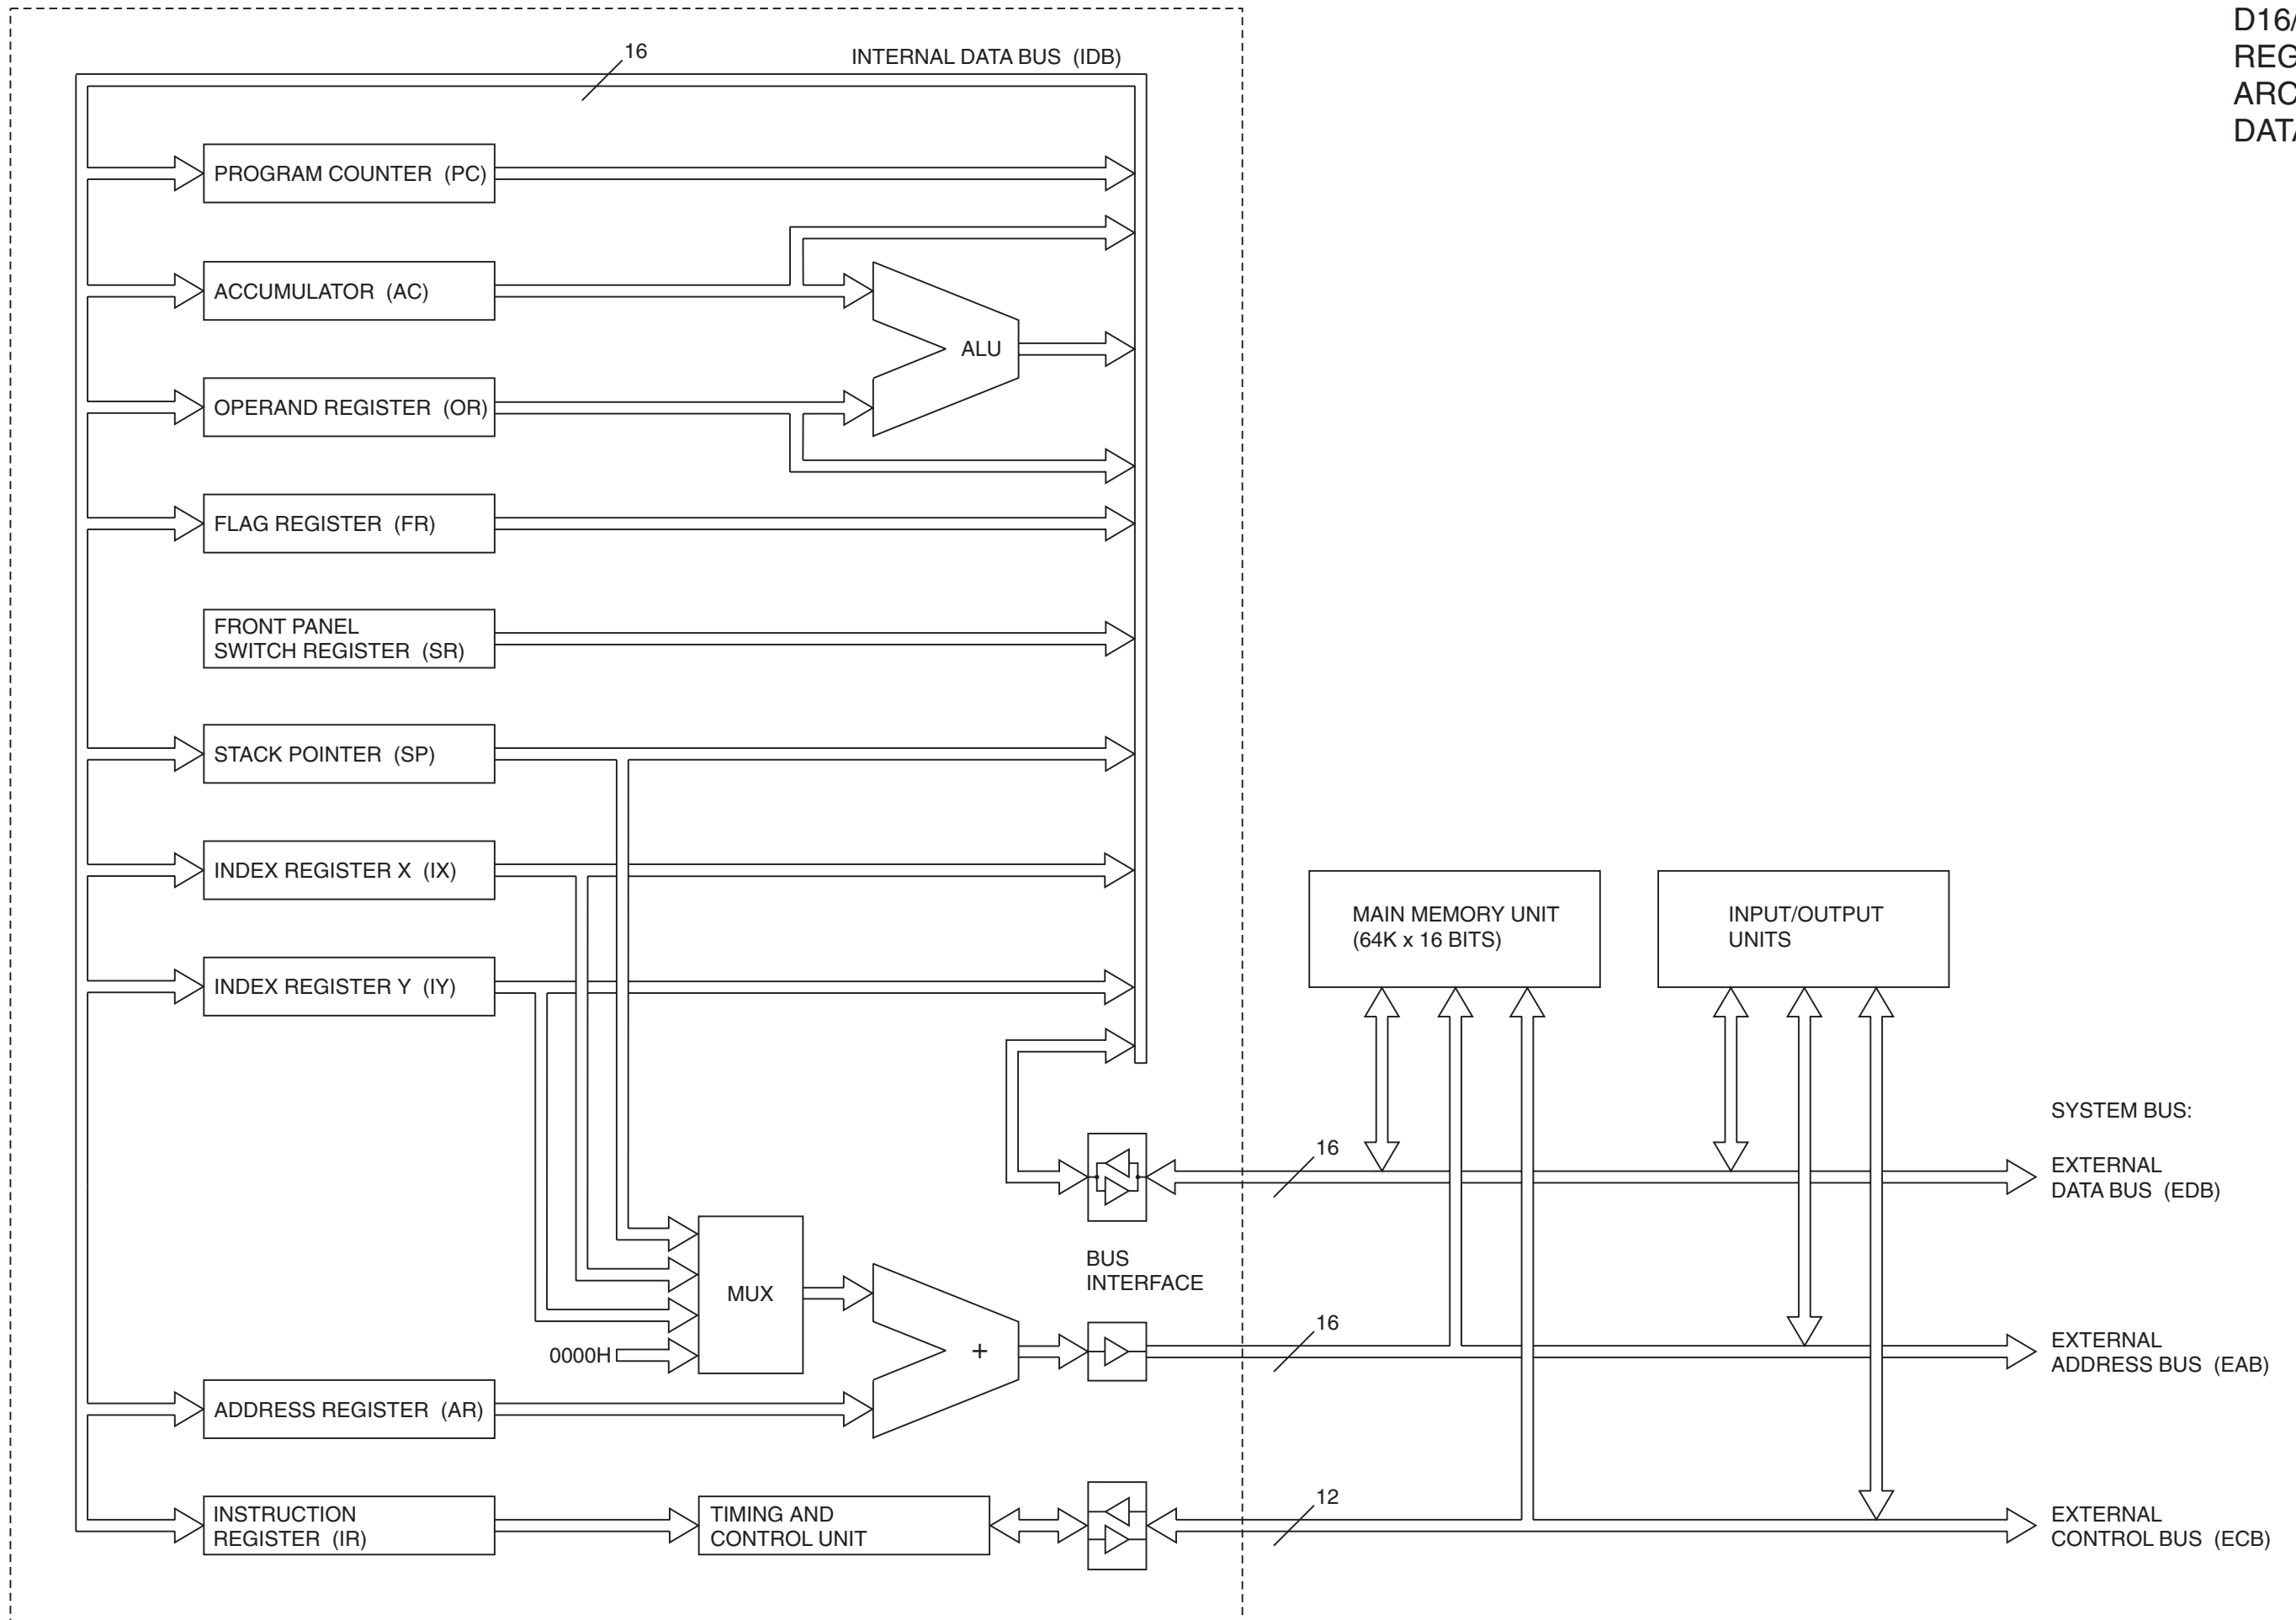 D16/
REG
ARC
DATA
16
INTERNAL DATA BUS (IDB)
PROGRAM COUNTER (PC)
ACCUMULATOR (AC)
ALU
OPERAND REGISTER (OR)
FLAG REGISTER (FR)
FRONT PANEL
SWITCH REGISTER (SR)
STACK POINTER (SP)
INDEX REGISTER X (IX)
INDEX REGISTER Y (IY)
MAIN MEMORY UNIT
(64K x 16 BITS)
INPUT/OUTPUT
UNITS
SYSTEM BUS:
16
EXTERNAL
DATA BUS (EDB)
BUS
INTERFACE
MUX
0000H
+
16
EXTERNAL
ADDRESS BUS (EAB)
ADDRESS REGISTER (AR)
INSTRUCTION
REGISTER (IR)
TIMING AND
CONTROL UNIT
12
EXTERNAL
CONTROL BUS (ECB)